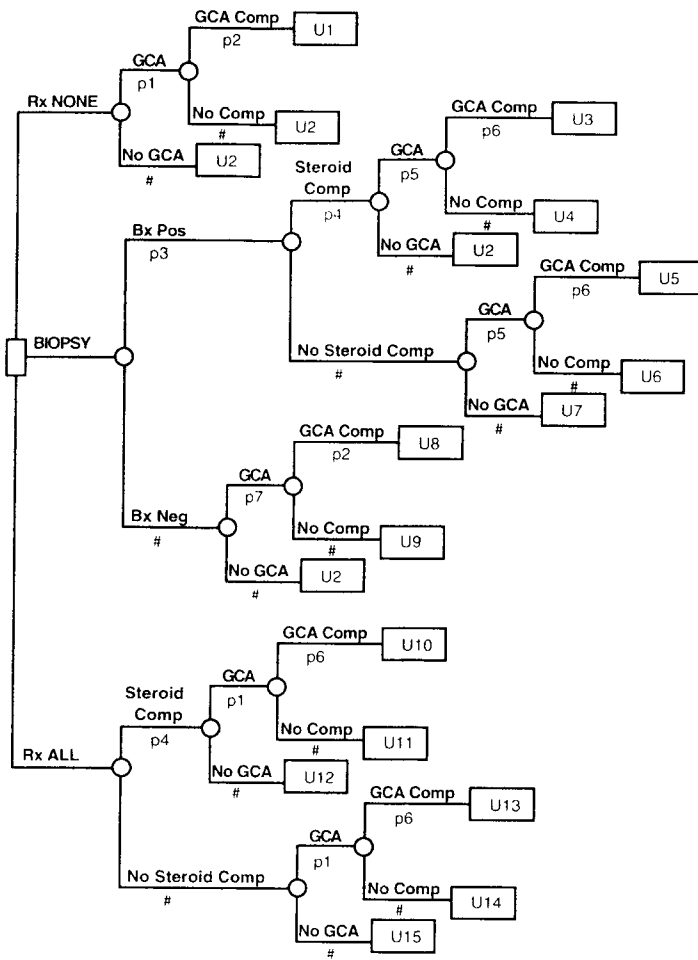 GCA Comp
p2
U1
GCA
p1
Rx NONE
No Comp
#
U2
No GCA
#
U2
GCA Comp
p6
U3
GCA
p5
Steroid
Comp
p4
No Comp
#
U4
No GCA
#
U2
Bx Pos
p3
GCA Comp
p6
U5
GCA
p5
No Steroid Comp
#
No Comp
#
U6
No GCA
#
U7
BIOPSY
GCA Comp
p2
U8
GCA
p7
Bx Neg
#
No Comp
#
U9
No GCA
#
U2
GCA Comp
p6
U10
GCA
p1
Steroid
Comp
p4
No Comp
#
U11
No GCA
#
U12
Rx ALL
GCA Comp
p6
U13
GCA
p1
No Steroid Comp
#
No Comp
#
U14
No GCA
#
U15